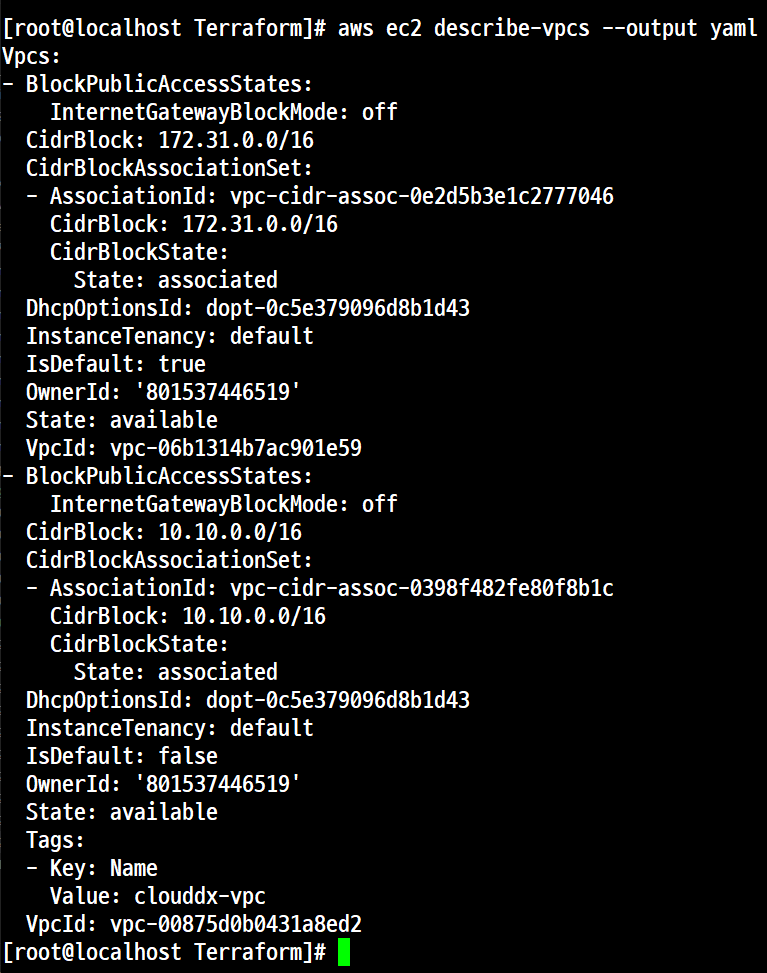 [root@localhost Terraform]# aws ec2 describe-vpcs --output yaml
Vpcs:
- BlockPublicAccessStates:
    InternetGatewayBlockMode: off
  CidrBlock: 172.31.0.0/16
  CidrBlockAssociationSet:
  - AssociationId: vpc-cidr-assoc-0e2d5b3e1c2777046
    CidrBlock: 172.31.0.0/16
    CidrBlockState:
      State: associated
  DhcpOptionsId: dopt-0c5e379096d8b1d43
  InstanceTenancy: default
  IsDefault: true
  OwnerId: '801537446519'
  State: available
  VpcId: vpc-06b1314b7ac901e59
- BlockPublicAccessStates:
    InternetGatewayBlockMode: off
  CidrBlock: 10.10.0.0/16
  CidrBlockAssociationSet:
  - AssociationId: vpc-cidr-assoc-0398f482fe80f8b1c
    CidrBlock: 10.10.0.0/16
    CidrBlockState:
      State: associated
  DhcpOptionsId: dopt-0c5e379096d8b1d43
  InstanceTenancy: default
  IsDefault: false
  OwnerId: '801537446519'
  State: available
  Tags:
  - Key: Name
    Value: clouddx-vpc
  VpcId: vpc-00875d0b0431a8ed2
[root@localhost Terraform]#